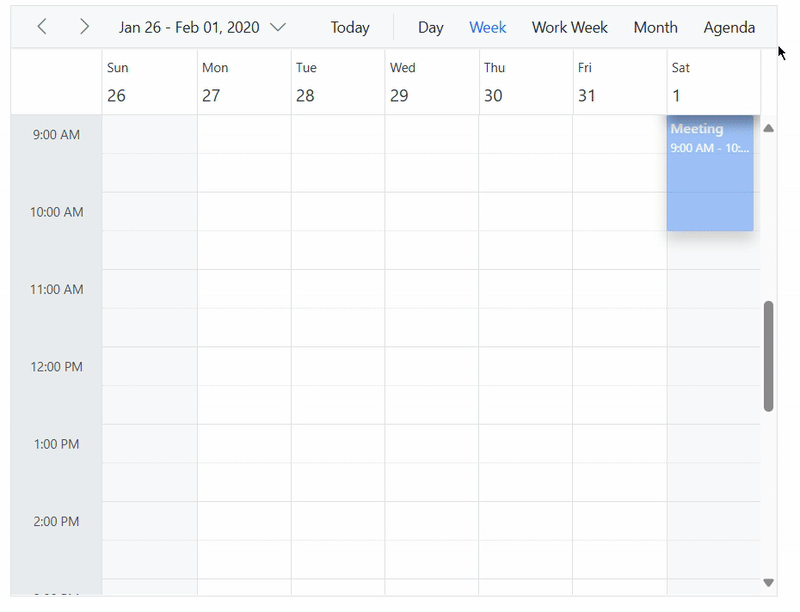 Jan 26 - Feb 01, 2020 Today Day Week Work Week Month Agenda
Sun Mon Tue Wed Thu Fri Sat
26 27 28 29 30 31 1
9:00 AM
Meeting
9:00 AM - 10:...
10:00 AM
11:00 AM
12:00 PM
1:00 PM
2:00 PM